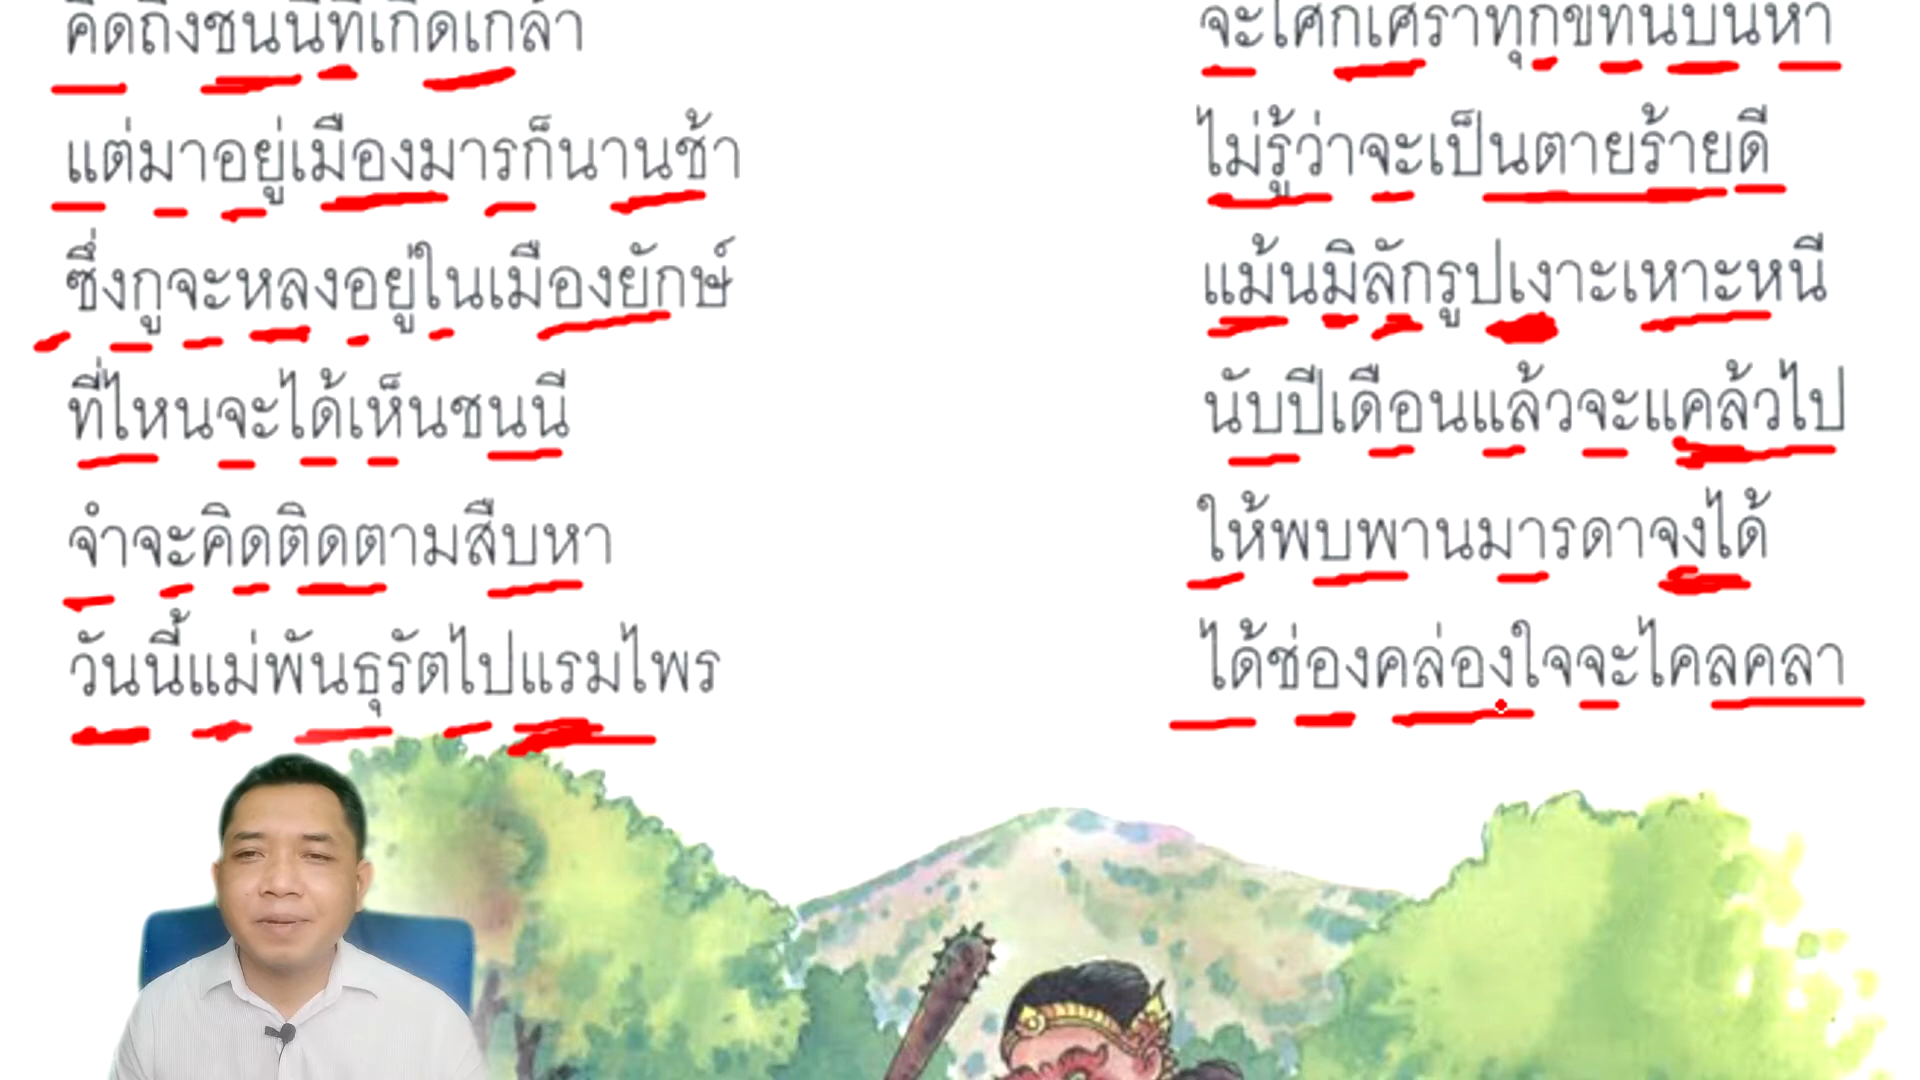 คิดถึงชนนีที่เกิดเกล้า จะโศกเศร้าทุกข์ทนบ่นหา
แต่มาอยู่เมืองมารก็นานช้า ไม่รู้ว่าจะเป็นตายร้ายดี
ซึ่งกูจะหลงอยู่ในเมืองยักษ์ แม้นมิลักรูปเงาะเหาะหนี
ที่ไหนจะได้เห็นชนนี นับปีเดือนแล้วจะแคล้วไป
จำจะคิดติดตามสืบหา ให้พบพานมารดาจงได้
วันนี้แม่พันธุรัตไปแรมไพร ได้ช่องคล่องใจจะไคลคลา